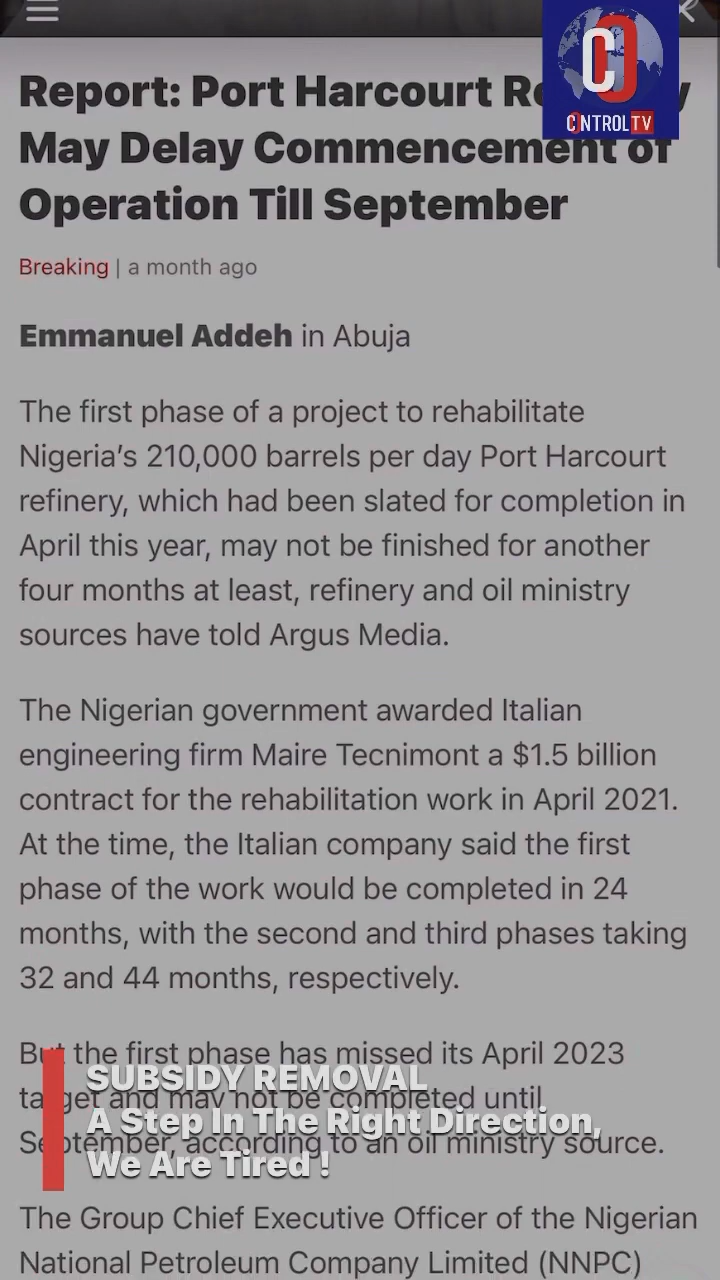 CONTROL TV
Report: Port Harcourt
May Delay Commencement of
Operation Till September
Breaking | a month ago
Emmanuel Addeh in Abuja
The first phase of a project to rehabilitate
Nigeria’s 210,000 barrels per day Port Harcourt
refinery, which had been slated for completion in
April this year, may not be finished for another
four months at least, refinery and oil ministry
sources have told Argus Media.
The Nigerian government awarded Italian
engineering firm Maire Tecnimont a $1.5 billion
contract for the rehabilitation work in April 2021.
At the time, the Italian company said the first
phase of the work would be completed in 24
months, with the second and third phases taking
32 and 44 months, respectively.
But the first phase has missed its April 2023
target and may not be completed until
September, according to an oil ministry source.
SUBSIDY REMOVAL
A Step In The Right Direction,
We Are Tired !
The Group Chief Executive Officer of the Nigerian
National Petroleum Company Limited (NNPC)